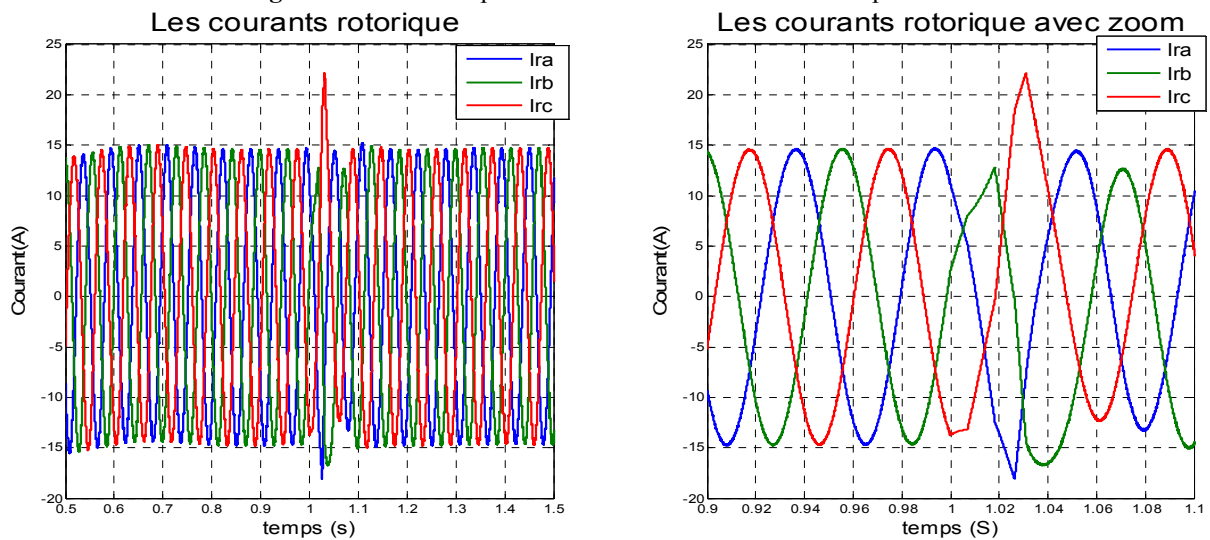 Les courants rotorique
25
20
15
10
5
0
-5
-10
-15
-20
0.5 0.6 0.7 0.8 0.9 1 1.1 1.2 1.3 1.4 1.5
Courant(A)
temps (s)
Ira
Irb
Irc
Les courants rotorique avec zoom
25
20
15
10
5
0
-5
-10
-15
-20
0.9 0.92 0.94 0.96 0.98 1 1.02 1.04 1.06 1.08 1.1
Courant(A)
temps (S)
Ira
Irb
Irc